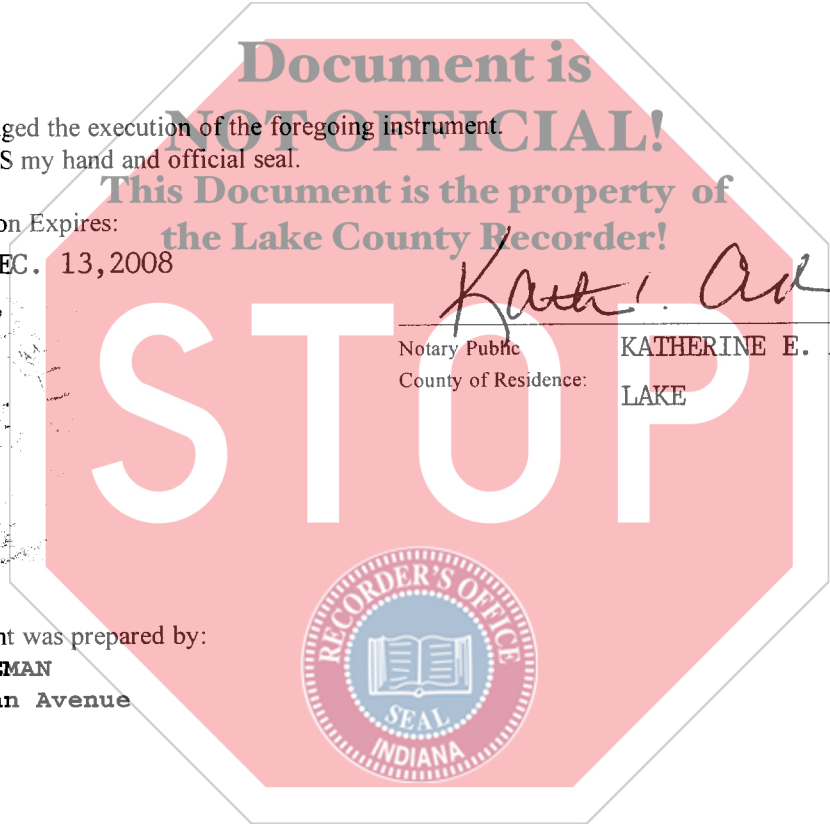 Document is
NOT OFFICIAL!
ged the execution of the foregoing instrument.
S my hand and official seal.
This Document is the property of
the Lake County Recorder!
on Expires:
EC. 13,2008
Notary Public KATHERINE E.
County of Residence: LAKE
STOP
RECORDER'S OFFICE
SEAL
INDIANA
nt was prepared by:
EMAN
n Avenue